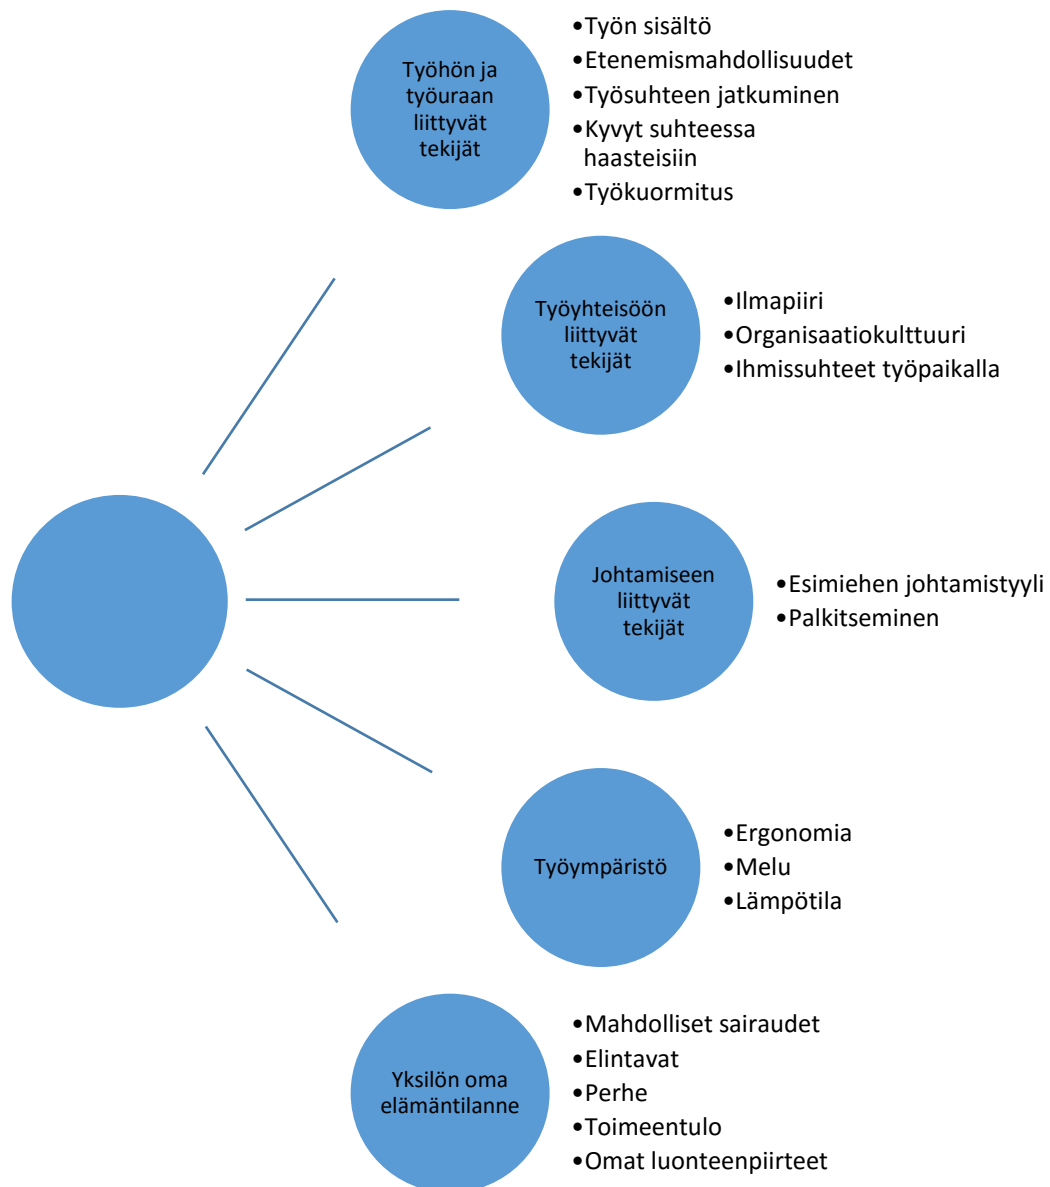 Työhön ja
työuraan
liittyvät
tekijät
•Työn sisältö
•Etenemismahdollisuudet
•Työsuhteen jatkuminen
•Kyvyt suhteessa
haasteisiin
•Työkuormitus
Työyhteisöön
liittyvät
tekijät
•Ilmapiiri
•Organisaatiokulttuuri
•Ihmissuhteet työpaikalla
Johtamiseen
liittyvät
tekijät
•Esimiehen johtamistyyli
•Palkitseminen
Työympäristö
•Ergonomia
•Melu
•Lämpötila
Yksilön oma
elämäntilanne
•Mahdolliset sairaudet
•Elintavat
•Perhe
•Toimeentulo
•Omat luonteenpiirteet